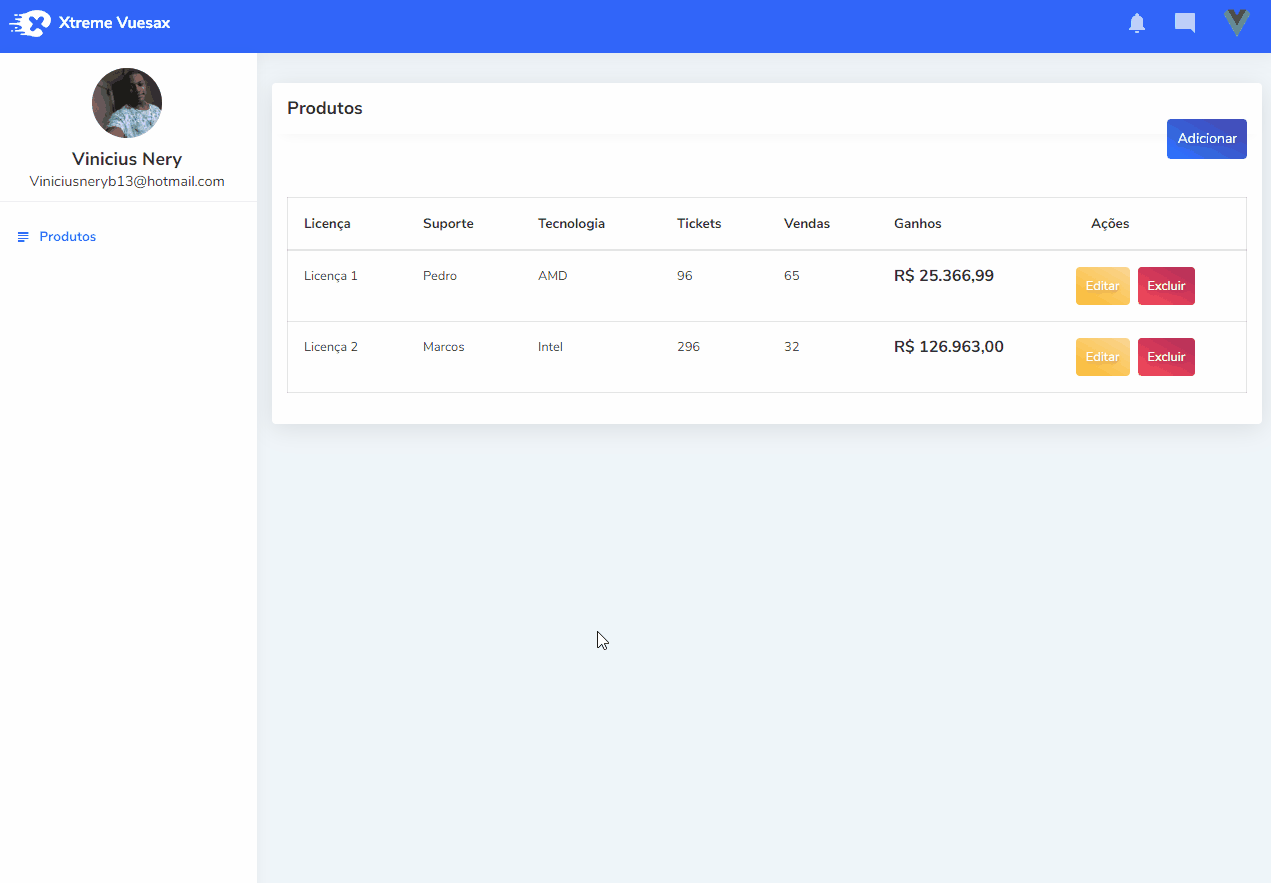 Xtreme Vuesax
Vinicius Nery
Viniciusneryb13@hotmail.com
Produtos
Produtos
Adicionar
Licença Suporte Tecnologia Tickets Vendas Ganhos Ações
Licença 1 Pedro AMD 96 65 R$ 25.366,99 Editar Excluir
Licença 2 Marcos Intel 296 32 R$ 126.963,00 Editar Excluir